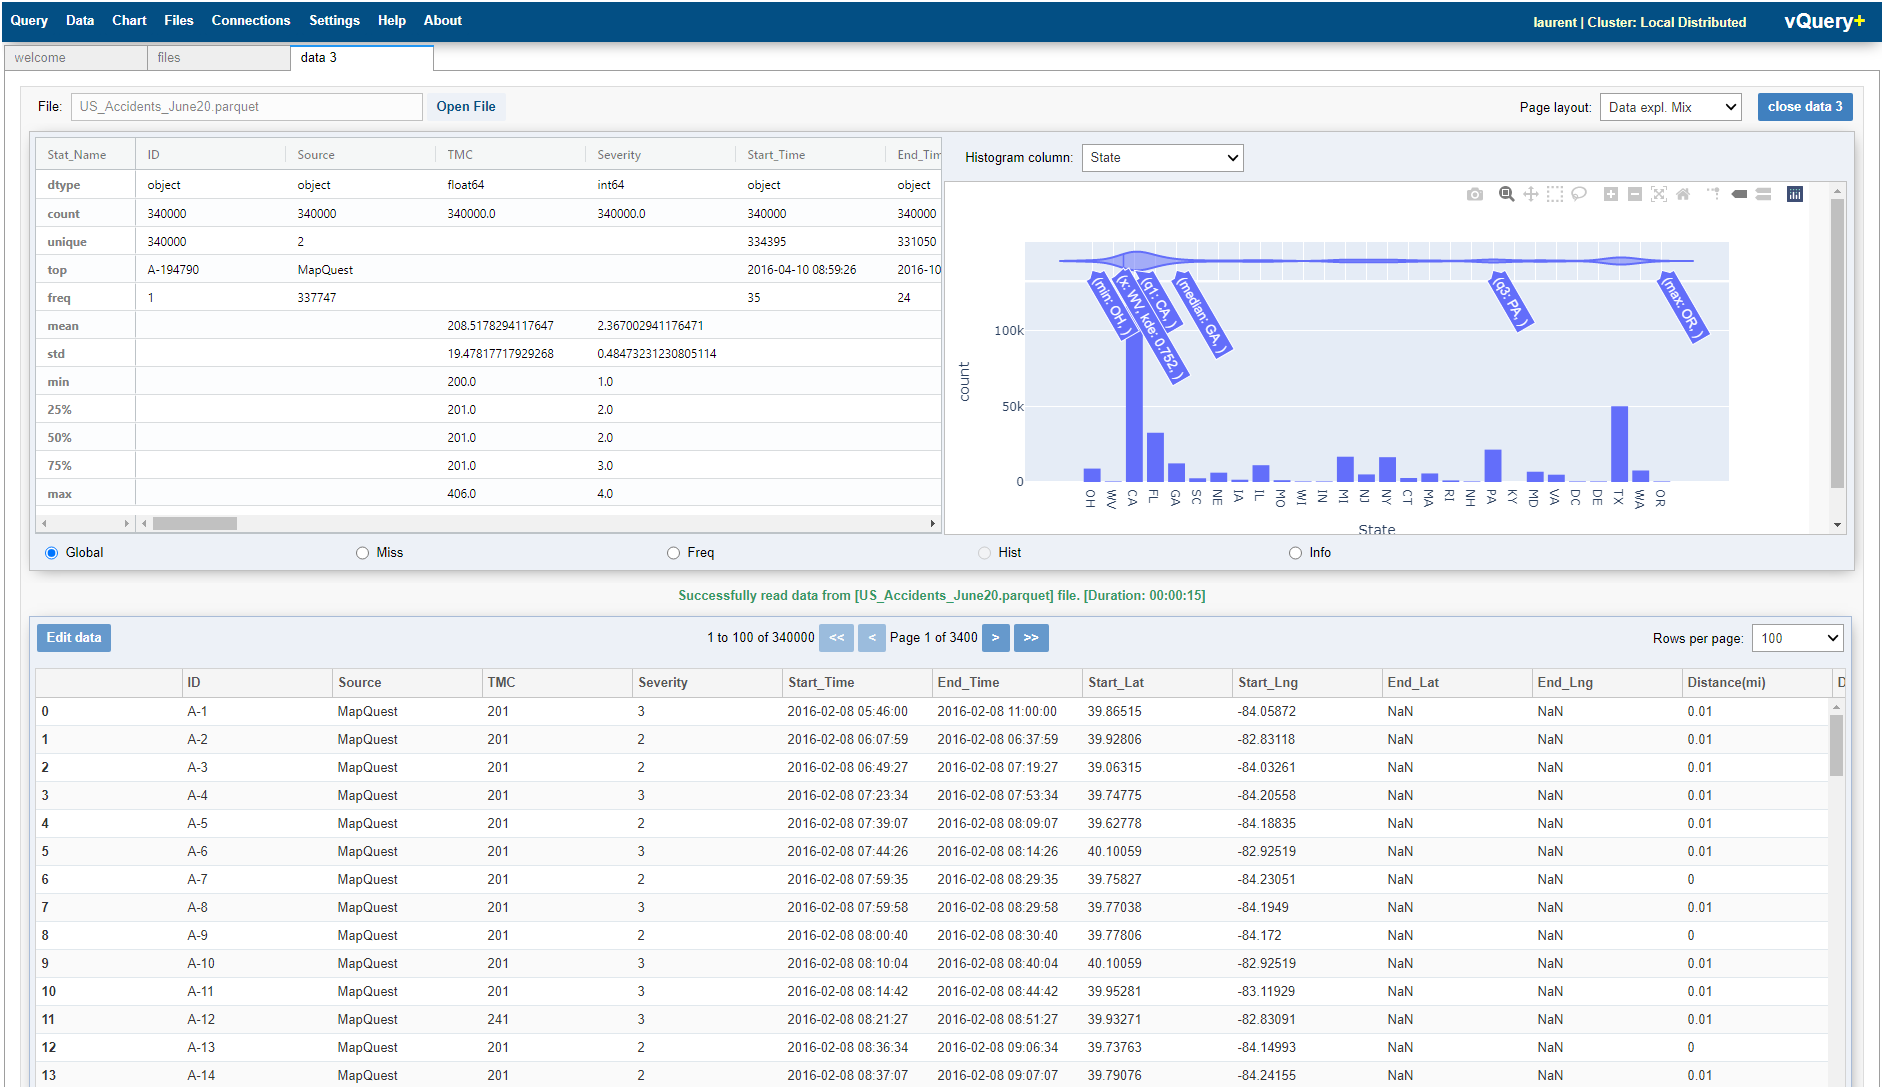 Query Data Chart Files Connections Settings Help About laurent | Cluster: Local Distributed vQuery+
welcome files data 3
File: US_Accidents_June20.parquet Open File Page layout: Data expl. Mix close data 3
Stat_Name ID Source TMC Severity Start_Time End_Tim
dtype object object float64 int64 object object
count 340000 340000 340000.0 340000.0 340000 340000
unique 340000 2 334395 331050
top A-194790 MapQuest 2016-04-10 08:59:26 2016-10
freq 1 337747 35 24
mean 208.5178294117647 2.367002941176471
std 19.47817717929268 0.48473231230805114
min 200.0 1.0
25% 201.0 2.0
50% 201.0 2.0
75% 201.0 3.0
max 406.0 4.0
Histogram column: State
(min: OH, )
(x: WV, kde: 0.752, )
(q1: CA, )
(median: GA, )
(q3: PA, )
(max: OR, )
100k
50k
0
count
OH WV CA FL GA SC NE IA IL MO WI IN MI NJ NY CT MA RI NH PA KY MD VA DC DE TX WA OR
State
Global Miss Freq Hist Info
Successfully read data from [US_Accidents_June20.parquet] file. [Duration: 00:00:15]
Edit data 1 to 100 of 340000 << < Page 1 of 3400 > >> Rows per page: 100
ID Source TMC Severity Start_Time End_Time Start_Lat Start_Lng End_Lat End_Lng Distance(mi) D
0 A-1 MapQuest 201 3 2016-02-08 05:46:00 2016-02-08 11:00:00 39.86515 -84.05872 NaN NaN 0.01
1 A-2 MapQuest 201 2 2016-02-08 06:07:59 2016-02-08 06:37:59 39.92806 -82.83118 NaN NaN 0.01
2 A-3 MapQuest 201 2 2016-02-08 06:49:27 2016-02-08 07:19:27 39.06315 -84.03261 NaN NaN 0.01
3 A-4 MapQuest 201 3 2016-02-08 07:23:34 2016-02-08 07:53:34 39.74775 -84.20558 NaN NaN 0.01
4 A-5 MapQuest 201 2 2016-02-08 07:39:07 2016-02-08 08:09:07 39.62778 -84.18835 NaN NaN 0.01
5 A-6 MapQuest 201 3 2016-02-08 07:44:26 2016-02-08 08:14:26 40.10059 -82.92519 NaN NaN 0.01
6 A-7 MapQuest 201 2 2016-02-08 07:59:35 2016-02-08 08:29:35 39.75827 -84.23051 NaN NaN 0
7 A-8 MapQuest 201 3 2016-02-08 07:59:58 2016-02-08 08:29:58 39.77038 -84.1949 NaN NaN 0.01
8 A-9 MapQuest 201 2 2016-02-08 08:00:40 2016-02-08 08:30:40 39.77806 -84.172 NaN NaN 0
9 A-10 MapQuest 201 3 2016-02-08 08:10:04 2016-02-08 08:40:04 40.10059 -82.92519 NaN NaN 0.01
10 A-11 MapQuest 201 3 2016-02-08 08:14:42 2016-02-08 08:44:42 39.95281 -83.11929 NaN NaN 0.01
11 A-12 MapQuest 241 3 2016-02-08 08:21:27 2016-02-08 08:51:27 39.93271 -82.83091 NaN NaN 0.01
12 A-13 MapQuest 201 2 2016-02-08 08:36:34 2016-02-08 09:06:34 39.73763 -84.14993 NaN NaN 0
13 A-14 MapQuest 201 2 2016-02-08 08:37:07 2016-02-08 09:07:07 39.79076 -84.24155 NaN NaN 0.01